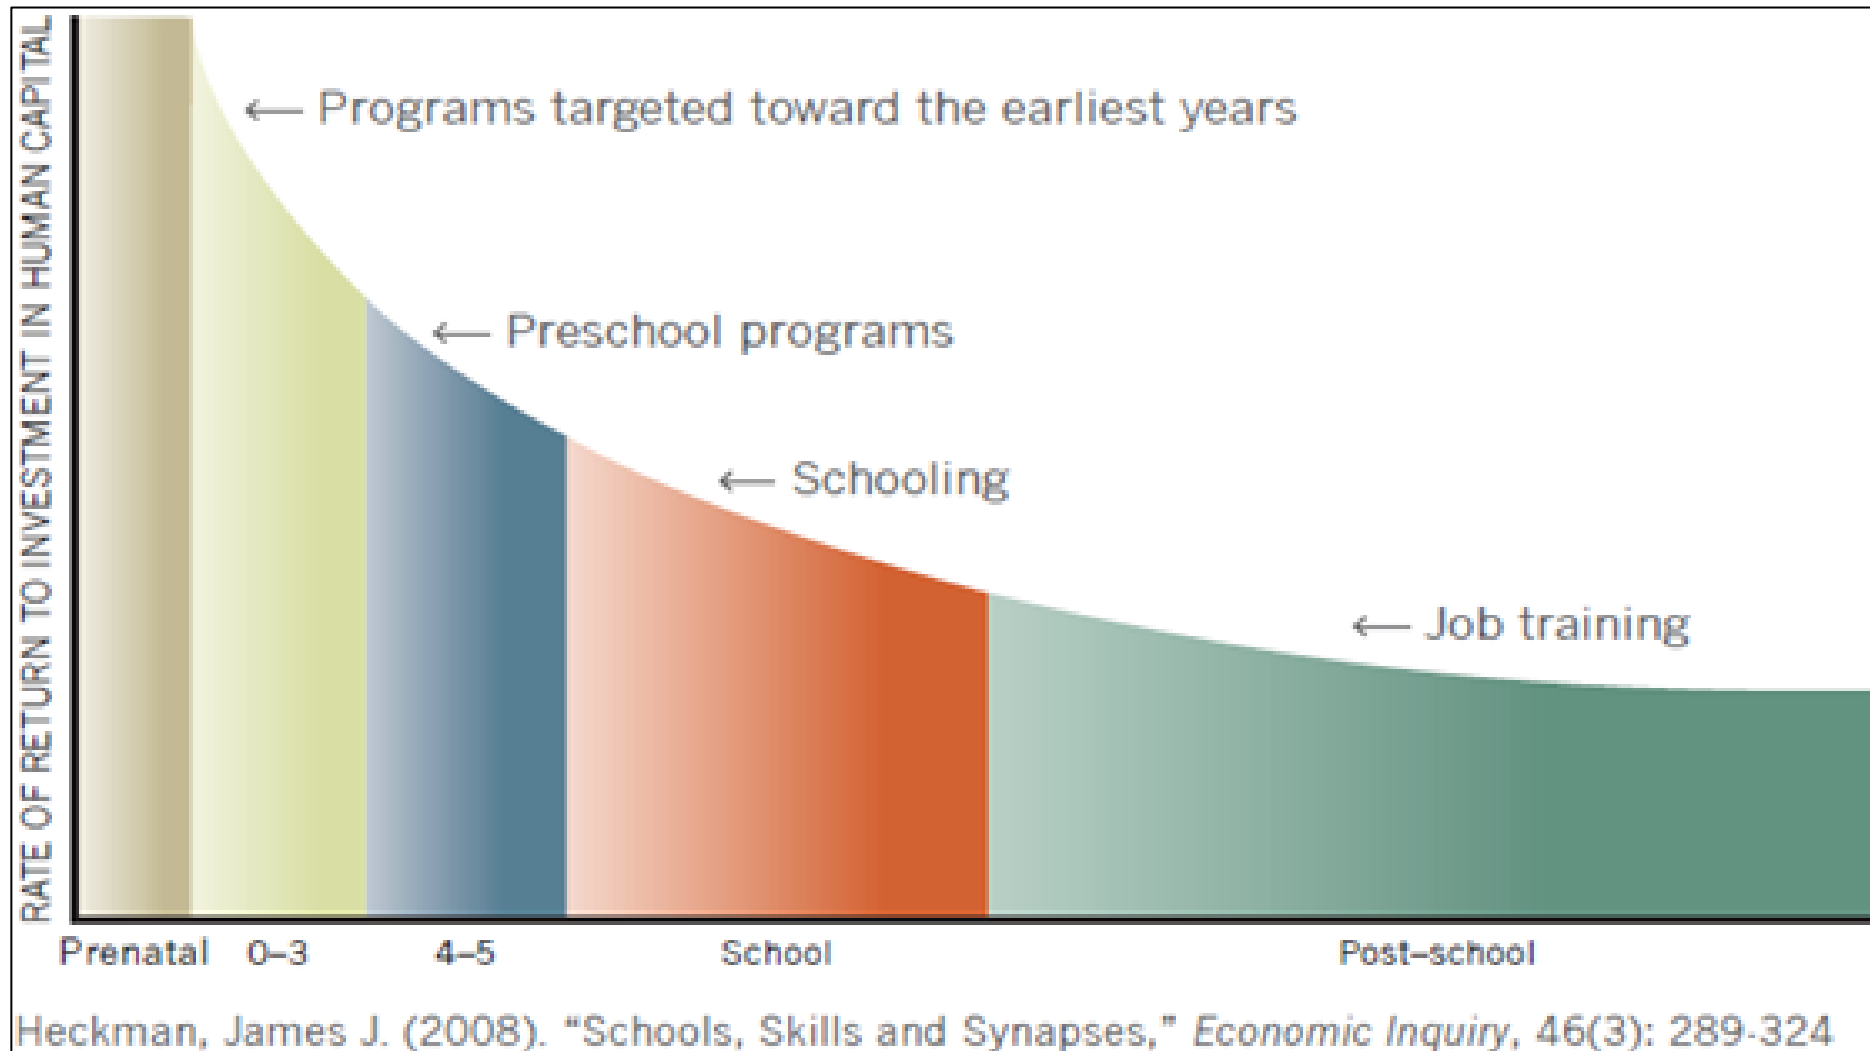 RATE OF RETURN TO INVESTMENT IN HUMAN CAPITAL
← Programs targeted toward the earliest years
← Preschool programs
← Schooling
← Job training
Prenatal 0–3 4–5 School Post–school
Heckman, James J. (2008). “Schools, Skills and Synapses,” Economic Inquiry, 46(3): 289-324